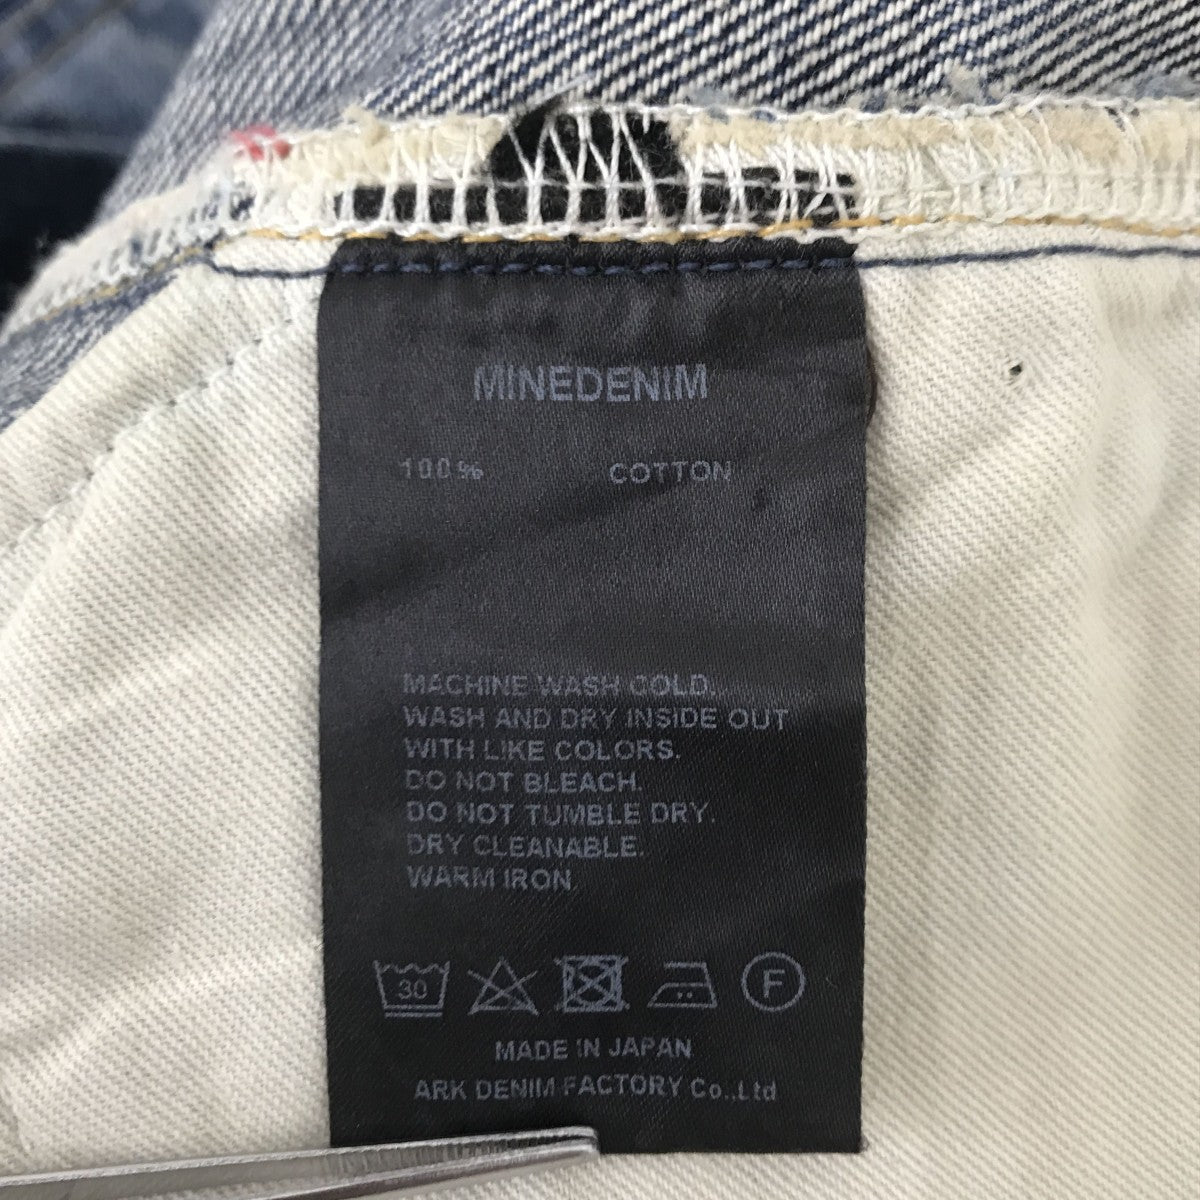 MINEDENIM
100% COTTON
MACHINE WASH COLD.
WASH AND DRY INSIDE OUT
WITH LIKE COLORS.
DO NOT BLEACH.
DO NOT TUMBLE DRY.
DRY CLEANABLE.
WARM IRON.
30 F
MADE IN JAPAN
ARK DENIM FACTORY Co.,Ltd